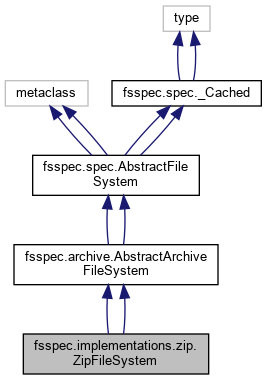 type
metaclass
fsspec.spec._Cached
fsspec.spec.AbstractFile
System
fsspec.archive.AbstractArchive
FileSystem
fsspec.implementations.zip.
ZipFileSystem